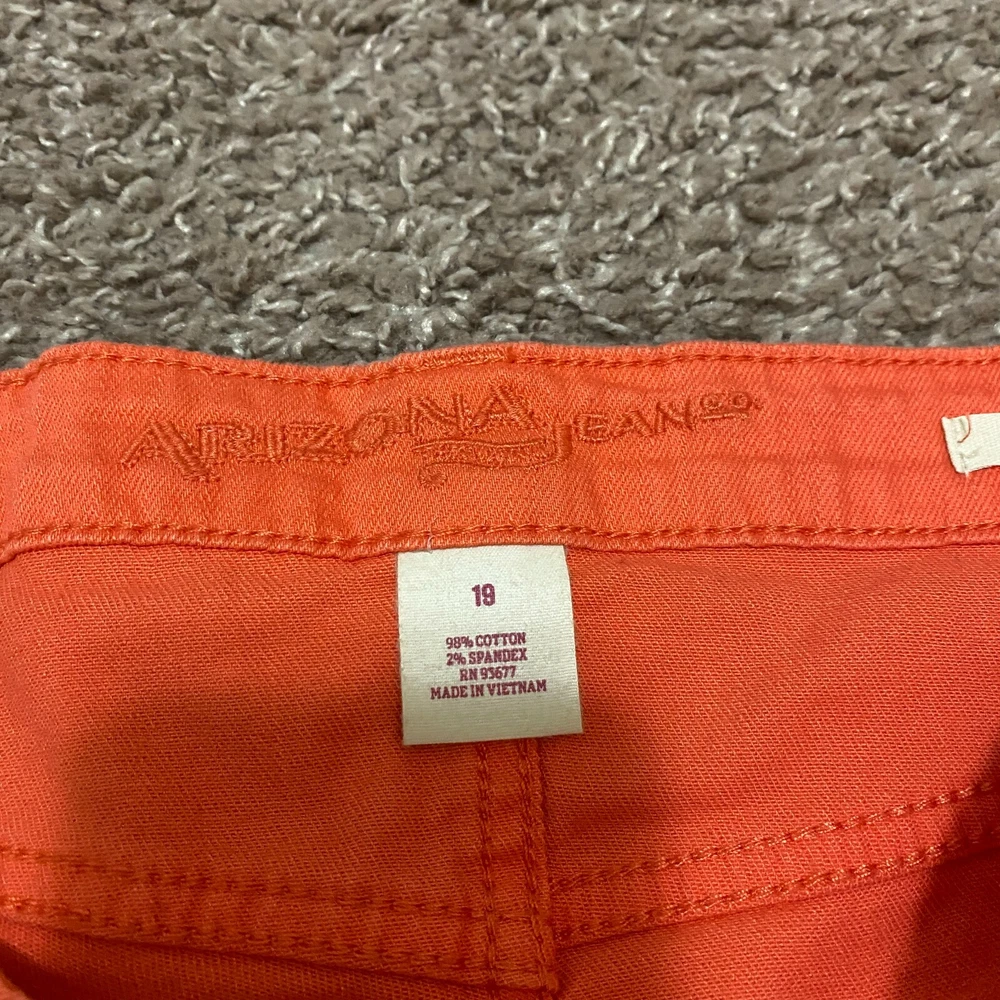 ARIZONA JEAN CO.
19
98% COTTON
2% SPANDEX
RN 93677
MADE IN VIETNAM